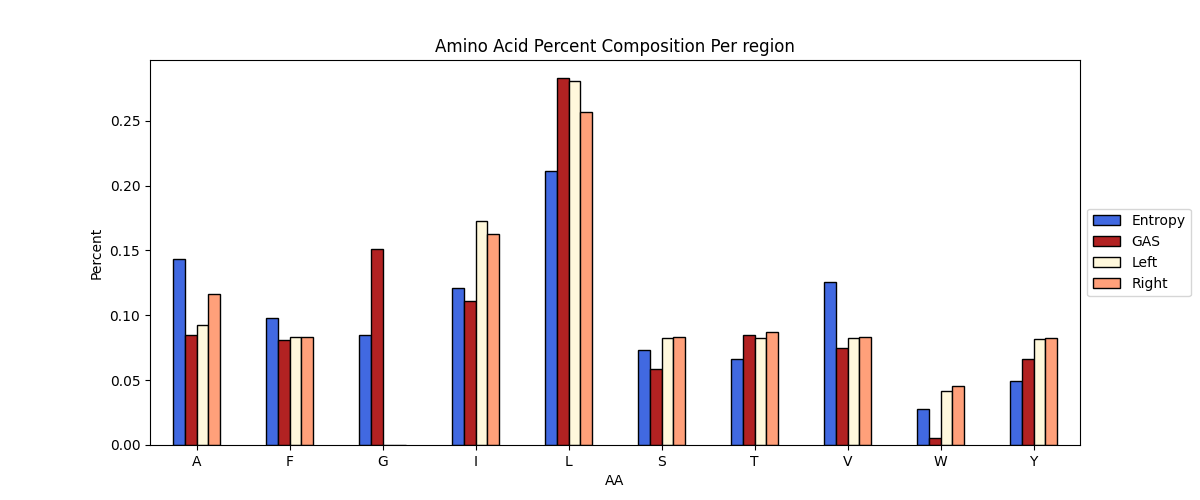 Amino Acid Percent Composition Per region
Percent
0.25
0.20
0.15
0.10
0.05
0.00
A F G I L S T V W Y
AA
Entropy
GAS
Left
Right